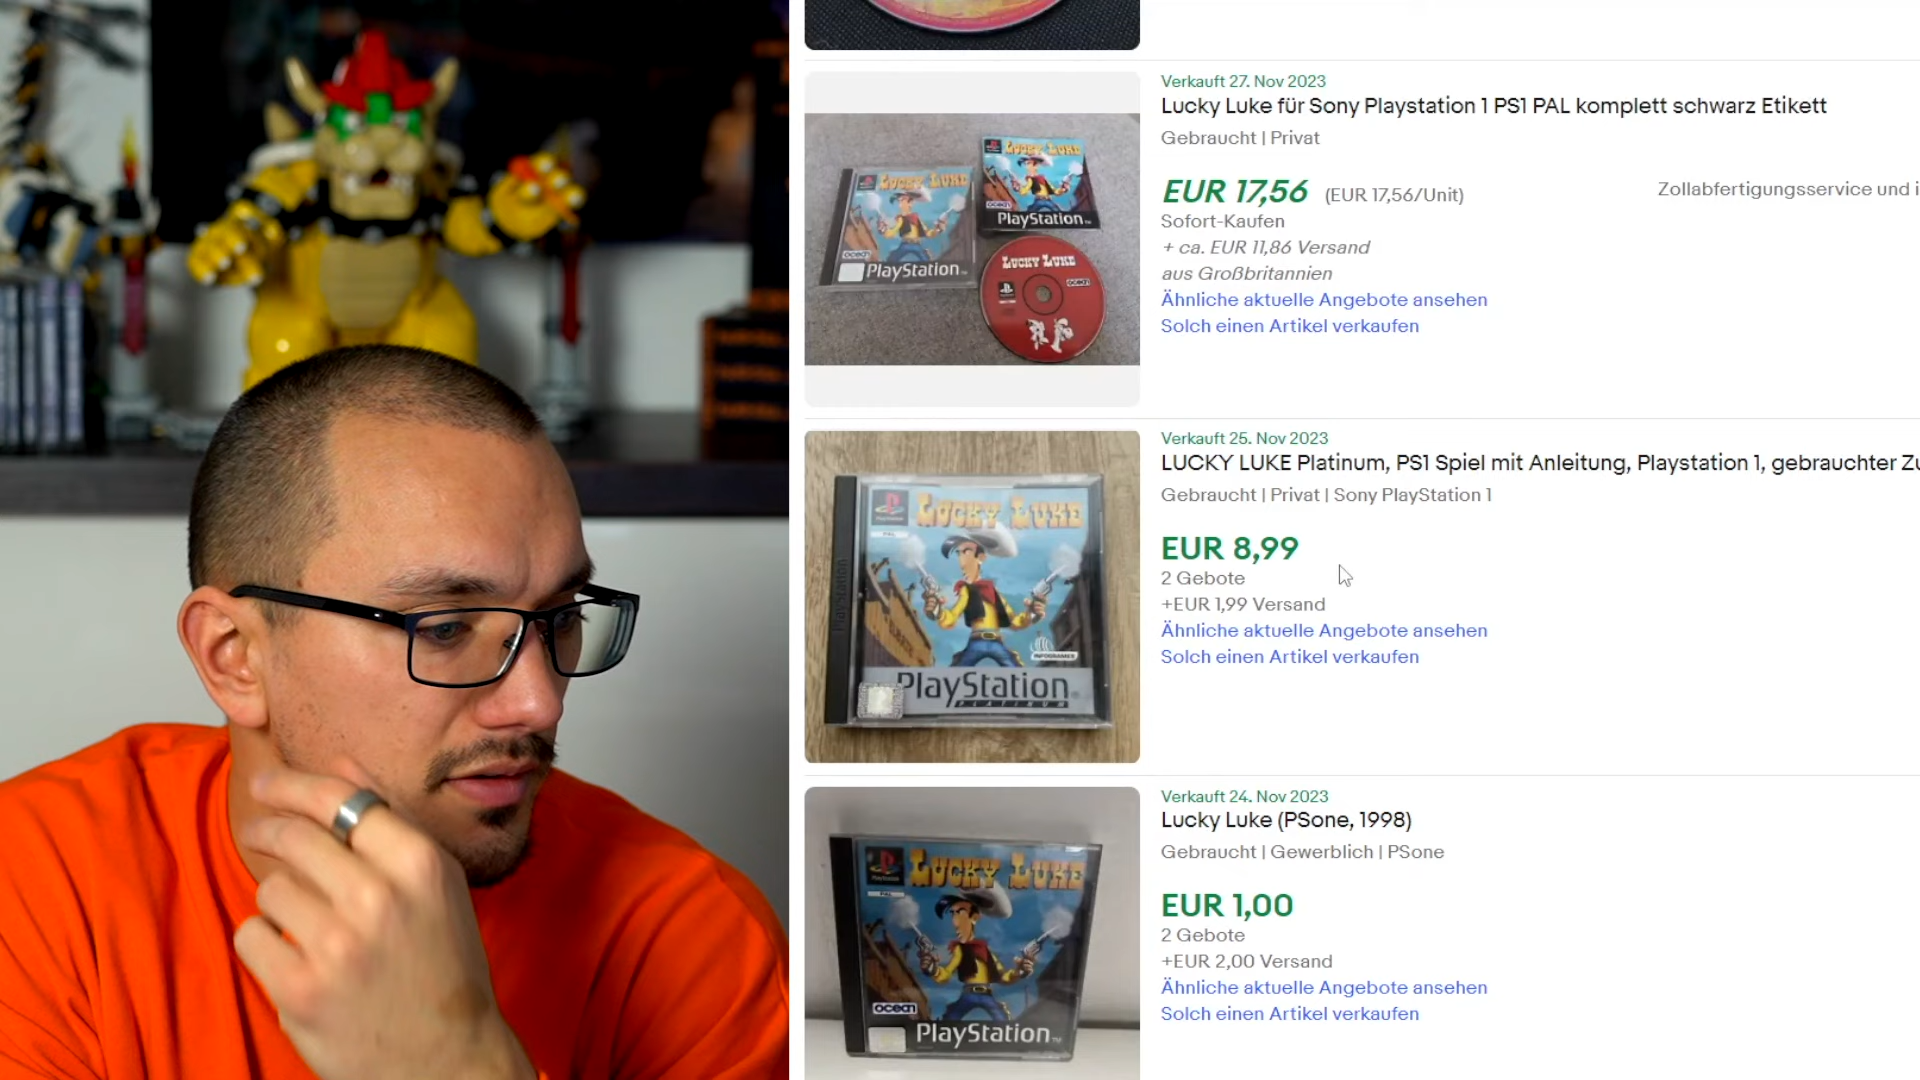 Verkauft 27. Nov 2023
Lucky Luke für Sony Playstation 1 PS1 PAL komplett schwarz Etikett
Gebraucht | Privat
EUR 17,56 (EUR 17,56/Unit)
Zollabfertigungsservice und i
Sofort-Kaufen
+ ca. EUR 11,86 Versand
aus Großbritannien
Ähnliche aktuelle Angebote ansehen
Solch einen Artikel verkaufen
LUCKY LUKE
ocean
PlayStation
LUCKY LUKE
ocean
PlayStation
LUCKY LUKE
ocean
Verkauft 25. Nov 2023
LUCKY LUKE Platinum, PS1 Spiel mit Anleitung, Playstation 1, gebrauchter Zu
Gebraucht | Privat | Sony PlayStation 1
EUR 8,99
2 Gebote
+EUR 1,99 Versand
Ähnliche aktuelle Angebote ansehen
Solch einen Artikel verkaufen
LUCKY LUKE
INFOGRAMES
PlayStation
PLATINUM
Verkauft 24. Nov 2023
Lucky Luke (PSone, 1998)
Gebraucht | Gewerblich | PSone
EUR 1,00
2 Gebote
+EUR 2,00 Versand
Ähnliche aktuelle Angebote ansehen
Solch einen Artikel verkaufen
LUCKY LUKE
ocean
PlayStation